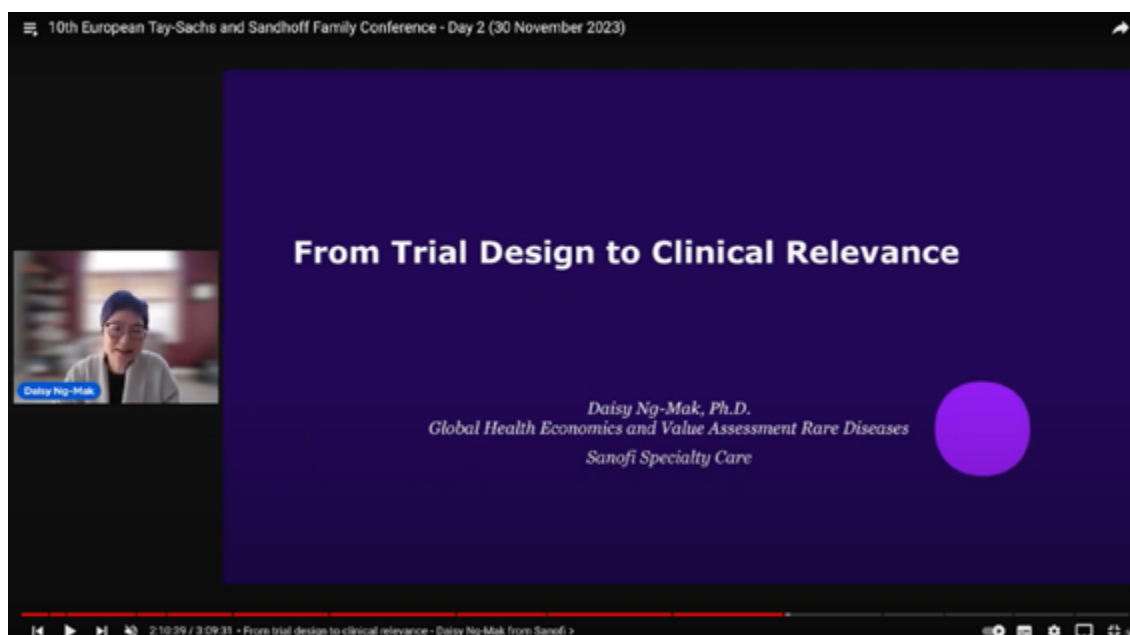 10th European Tay-Sachs and Sandhoff Family Conference - Day 2 (30 November 2023)
From Trial Design to Clinical Relevance
Daisy Ng-Mak
Daisy Ng-Mak, Ph.D.
Global Health Economics and Value Assessment Rare Diseases
Sanofi Specialty Care
2:10:39 / 3:09:31 • From trial design to clinical relevance - Daisy Ng-Mak from Sanofi >